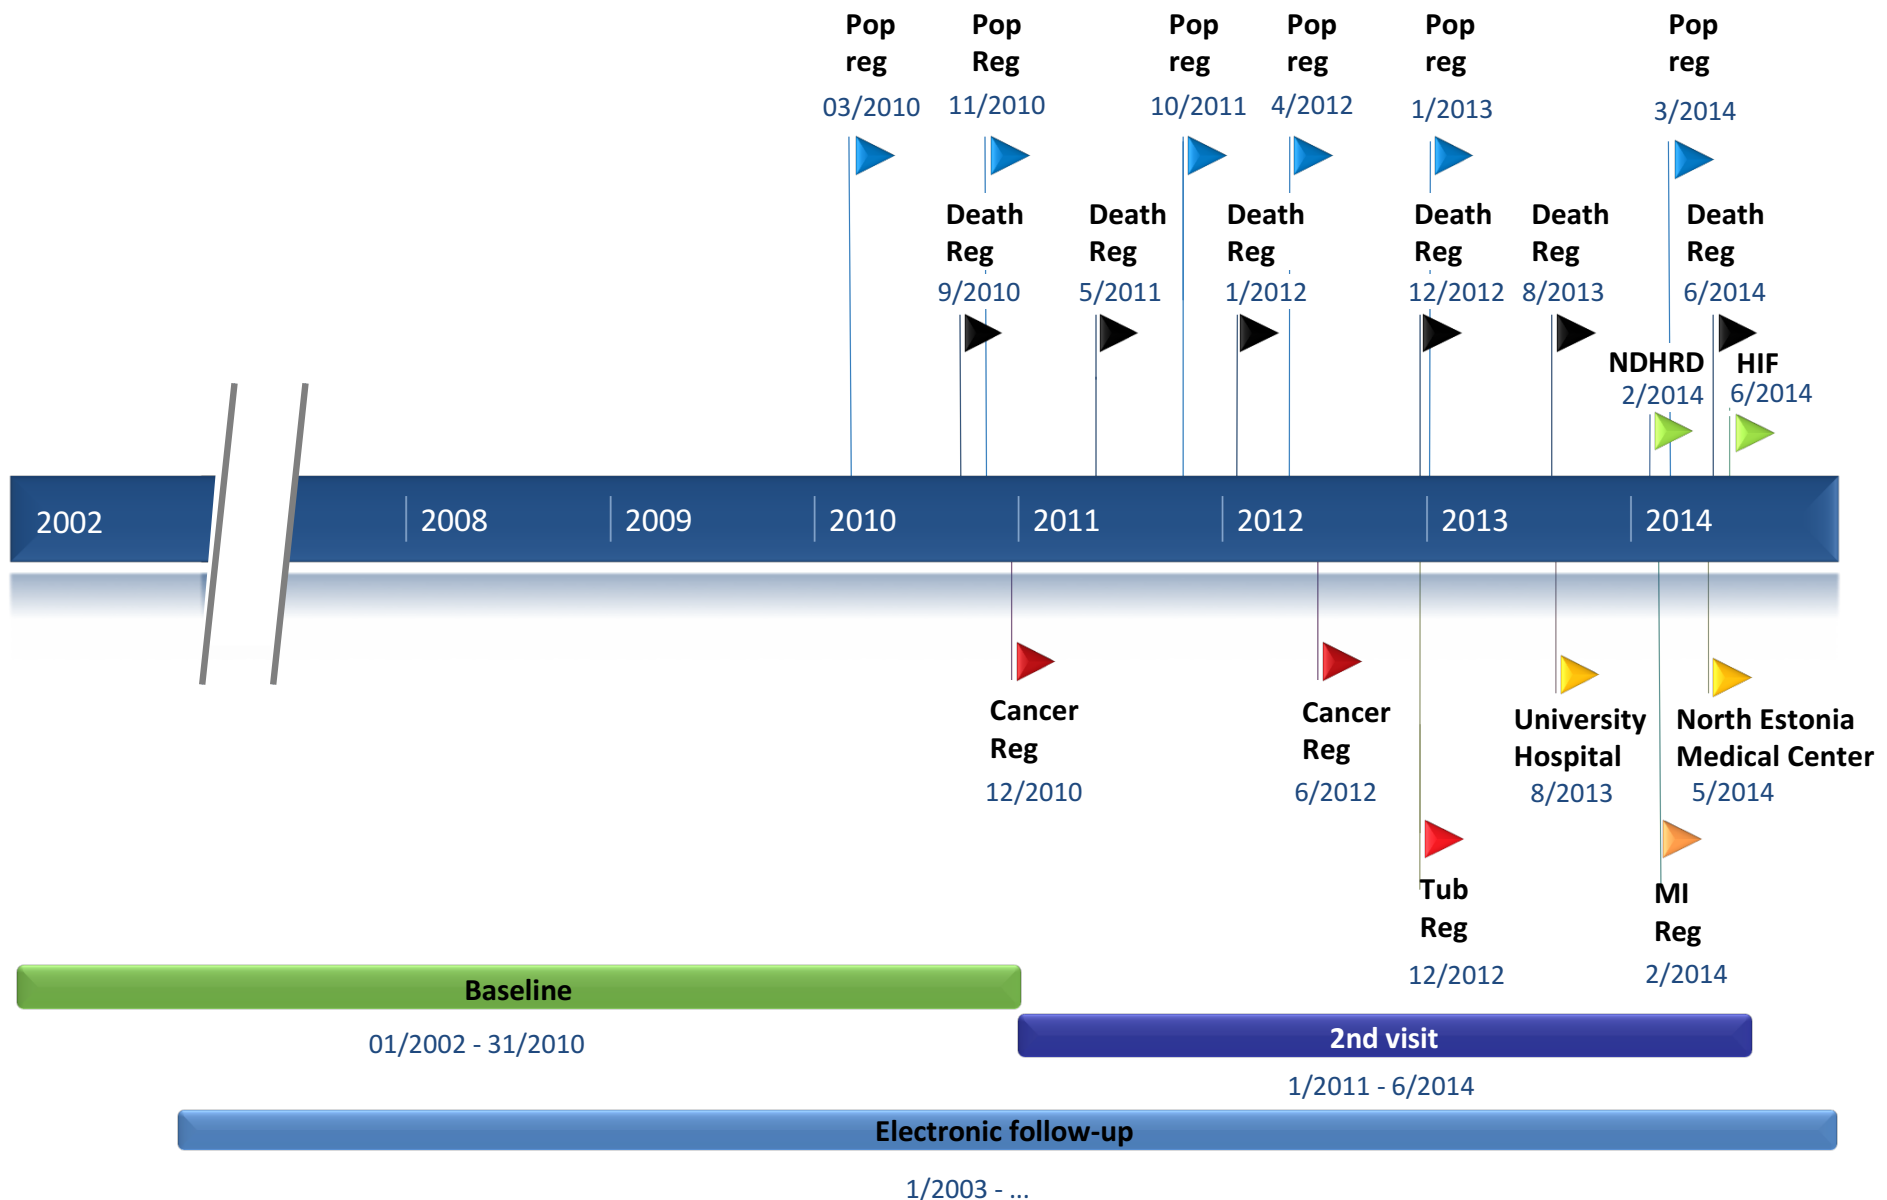 Pop
reg
03/2010
Pop
Reg
11/2010
Pop
reg
10/2011
Pop
reg
4/2012
Pop
reg
1/2013
Pop
reg
3/2014
Death
Reg
9/2010
Death
Reg
5/2011
Death
Reg
1/2012
Death
Reg
12/2012
Death
Reg
8/2013
Death
Reg
6/2014
NDHRD
2/2014
HIF
6/2014
2002
2008
2009
2010
2011
2012
2013
2014
Cancer
Reg
12/2010
Cancer
Reg
6/2012
University
Hospital
8/2013
North Estonia
Medical Center
5/2014
Tub
Reg
12/2012
MI
Reg
2/2014
Baseline
01/2002 - 31/2010
2nd visit
1/2011 - 6/2014
Electronic follow-up
1/2003 - ...